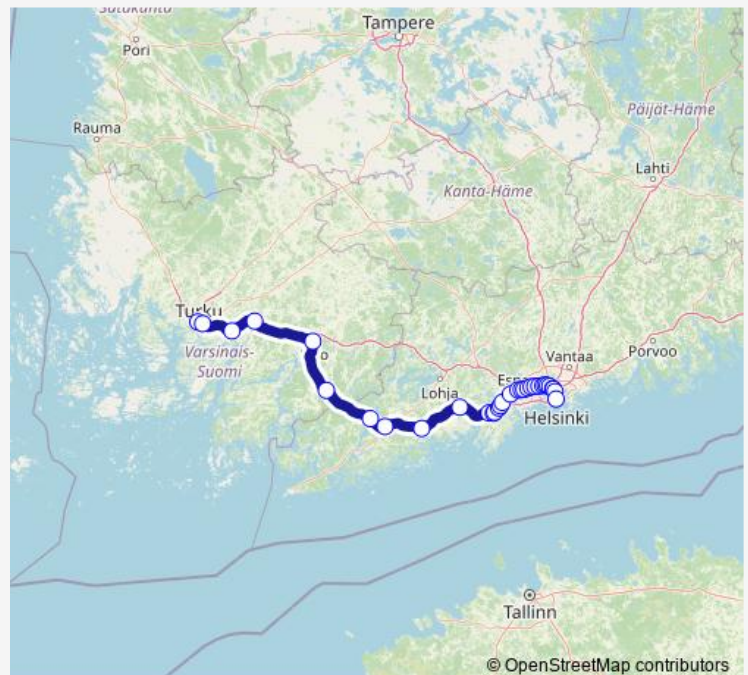 Satakunta
Tampere
Pori
Päijät-Häme
Rauma
Lahti
Kanta-Häme
Turku
Vantaa
Varsinais-
Suomi
Porvoo
Lohja
Helsinki
Tallinn
© OpenStreetMap contributors